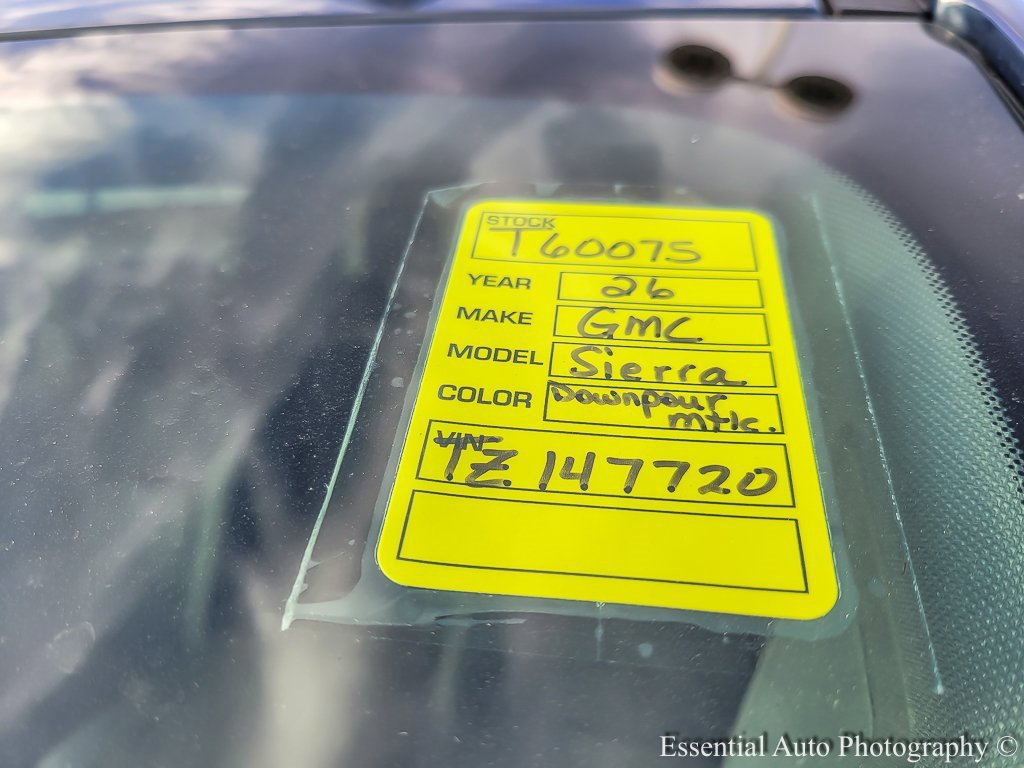 STOCK
T60075
YEAR 26
MAKE GMC
MODEL Sierra
COLOR Downpour
mtlc.
VIN
TZ 147720
Essential Auto Photography ©